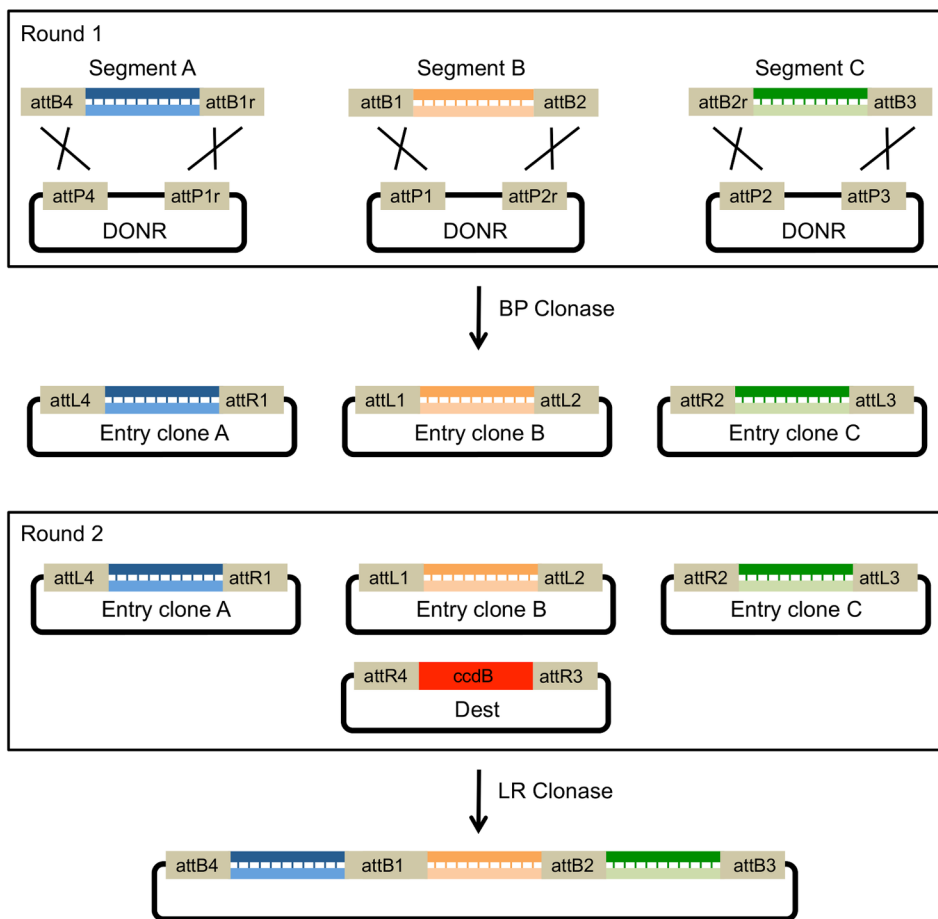 Round 1
Segment A Segment B Segment C
attB4 attB1r attB1 attB2 attB2r attB3
attP4 attP1r attP1 attP2r attP2 attP3
DONR DONR DONR
BP Clonase
attL4 attR1 attL1 attL2 attR2 attL3
Entry clone A Entry clone B Entry clone C
Round 2
attL4 attR1 attL1 attL2 attR2 attL3
Entry clone A Entry clone B Entry clone C
attR4 ccdB attR3
Dest
LR Clonase
attB4 attB1 attB2 attB3